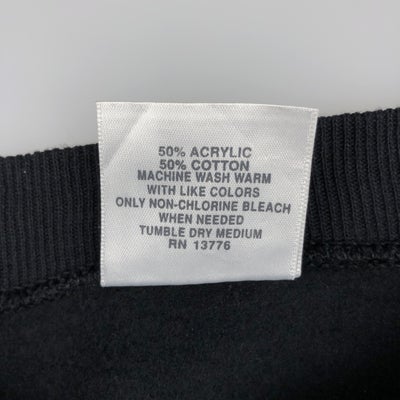 50% ACRYLIC
50% COTTON
MACHINE WASH WARM
WITH LIKE COLORS
ONLY NON-CHLORINE BLEACH
WHEN NEEDED
TUMBLE DRY MEDIUM
RN 13776